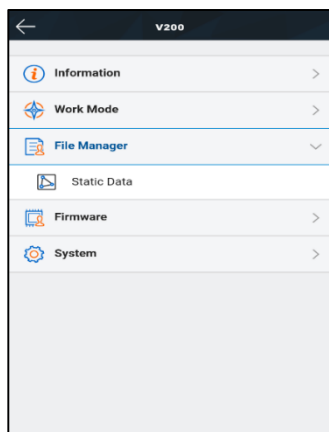 V200
Information
Work Mode
File Manager
Static Data
Firmware
System